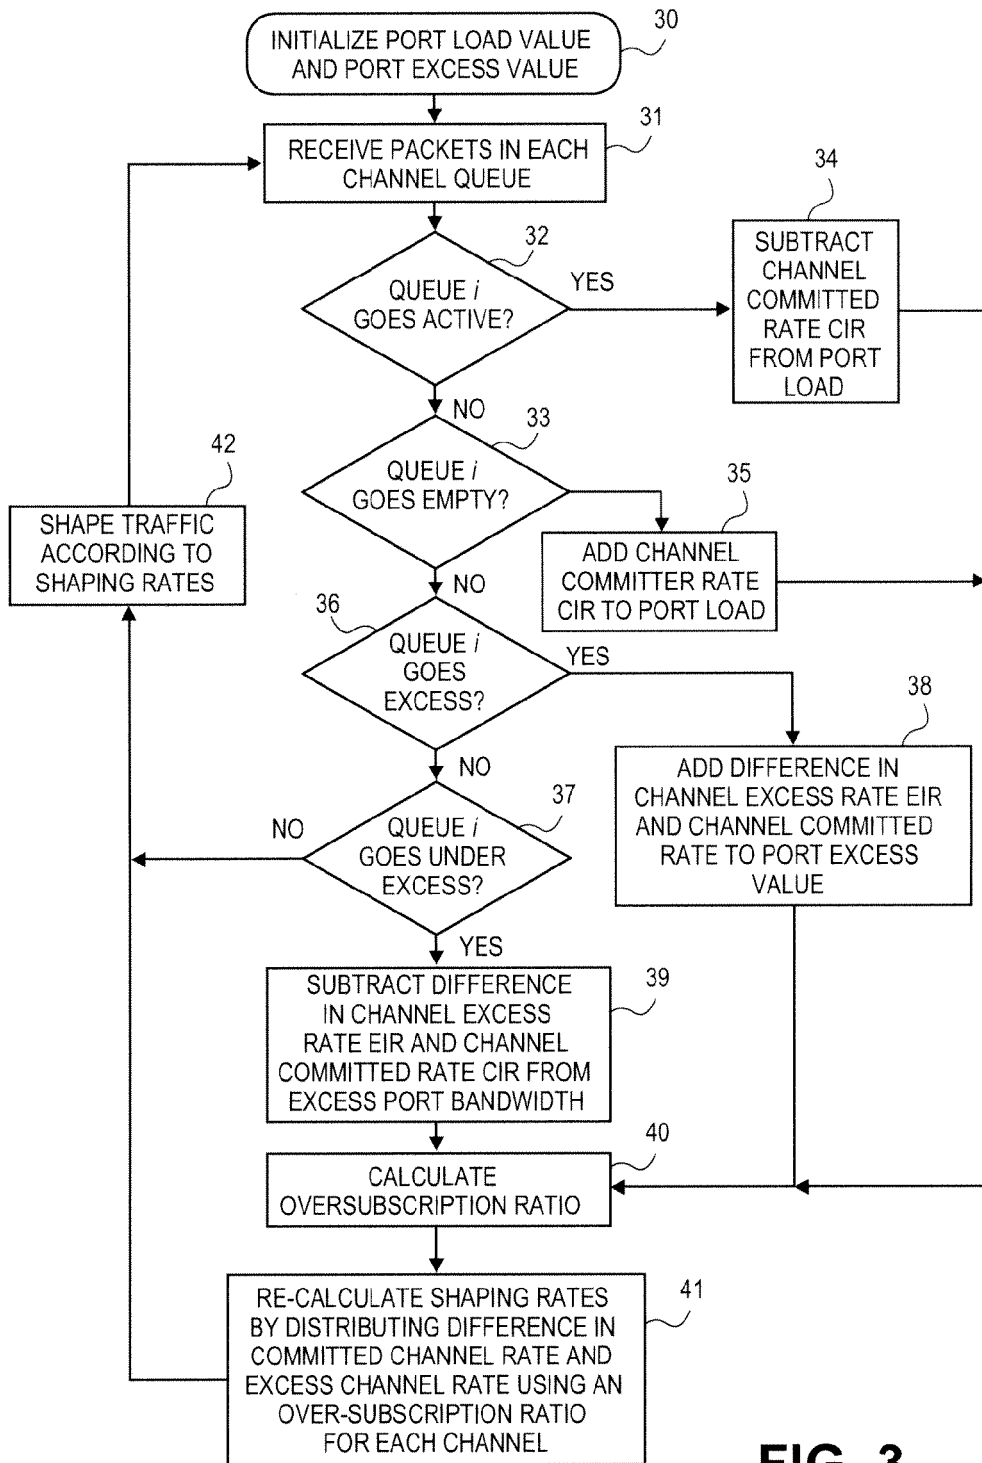 INITIALIZE PORT LOAD VALUE
AND PORT EXCESS VALUE
30
RECEIVE PACKETS IN EACH
CHANNEL QUEUE
31
QUEUE i
GOES ACTIVE?
32
YES
NO
34
SUBTRACT
CHANNEL
COMMITTED
RATE CIR
FROM PORT
LOAD
QUEUE i
GOES EMPTY?
33
NO
35
ADD CHANNEL
COMMITTER RATE
CIR TO PORT LOAD
42
SHAPE TRAFFIC
ACCORDING TO
SHAPING RATES
36
QUEUE i
GOES
EXCESS?
YES
NO
38
ADD DIFFERENCE IN
CHANNEL EXCESS RATE EIR
AND CHANNEL COMMITTED
RATE TO PORT EXCESS
VALUE
37
QUEUE i
GOES UNDER
EXCESS?
NO
YES
SUBTRACT DIFFERENCE
IN CHANNEL EXCESS
RATE EIR AND CHANNEL
COMMITTED RATE CIR FROM
EXCESS PORT BANDWIDTH
39
CALCULATE
OVERSUBSCRIPTION RATIO
40
RE-CALCULATE SHAPING RATES
BY DISTRIBUTING DIFFERENCE IN
COMMITTED CHANNEL RATE AND
EXCESS CHANNEL RATE USING AN
OVER-SUBSCRIPTION RATIO
FOR EACH CHANNEL
41
FIG. 3